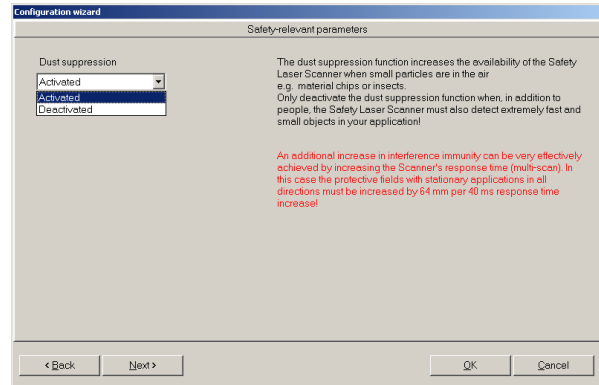 Configuration wizard
Safety-relevant parameters
Dust suppression
Activated
Activated
Deactivated
The dust suppression function increases the availability of the Safety
Laser Scanner when small particles are in the air
e.g. material chips or insects.
Only deactivate the dust suppression function when, in addition to
people, the Safety Laser Scanner must also detect extremely fast and
small objects in your application!
An additional increase in interference immunity can be very effectively
achieved by increasing the Scanner's response time (multi-scan). In
this case the protective fields with stationary applications in all
directions must be increased by 64 mm per 40 ms response time
increase!
< Back
Next >
OK
Cancel